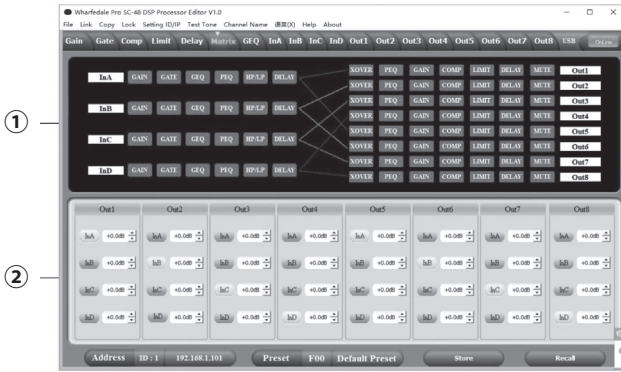 Wharfedale Pro SC-48 DSP Processor Editor V1.0
File Link Copy Lock Setting ID/IP Test Tone Channel Name 语言(X) Help About
Gain Gate Comp Limit Delay Matrix GEQ InA InB InC InD Out1 Out2 Out3 Out4 Out5 Out6 Out7 Out8 USB OnLine
1
InA GAIN GATE GEQ PEQ HP/LP DELAY
InB GAIN GATE GEQ PEQ HP/LP DELAY
InC GAIN GATE GEQ PEQ HP/LP DELAY
InD GAIN GATE GEQ PEQ HP/LP DELAY
XOVER PEQ GAIN COMP LIMIT DELAY MUTE Out1
XOVER PEQ GAIN COMP LIMIT DELAY MUTE Out2
XOVER PEQ GAIN COMP LIMIT DELAY MUTE Out3
XOVER PEQ GAIN COMP LIMIT DELAY MUTE Out4
XOVER PEQ GAIN COMP LIMIT DELAY MUTE Out5
XOVER PEQ GAIN COMP LIMIT DELAY MUTE Out6
XOVER PEQ GAIN COMP LIMIT DELAY MUTE Out7
XOVER PEQ GAIN COMP LIMIT DELAY MUTE Out8
2
Out1 Out2 Out3 Out4 Out5 Out6 Out7 Out8
InA +0.0dB InA +0.0dB InA +0.0dB InA +0.0dB InA +0.0dB InA +0.0dB InA +0.0dB InA +0.0dB
InB +0.0dB InB +0.0dB InB +0.0dB InB +0.0dB InB +0.0dB InB +0.0dB InB +0.0dB InB +0.0dB
InC +0.0dB InC +0.0dB InC +0.0dB InC +0.0dB InC +0.0dB InC +0.0dB InC +0.0dB InC +0.0dB
InD +0.0dB InD +0.0dB InD +0.0dB InD +0.0dB InD +0.0dB InD +0.0dB InD +0.0dB InD +0.0dB
Address ID : 1 192.168.1.101 Preset F00 Default Preset) Store Recall